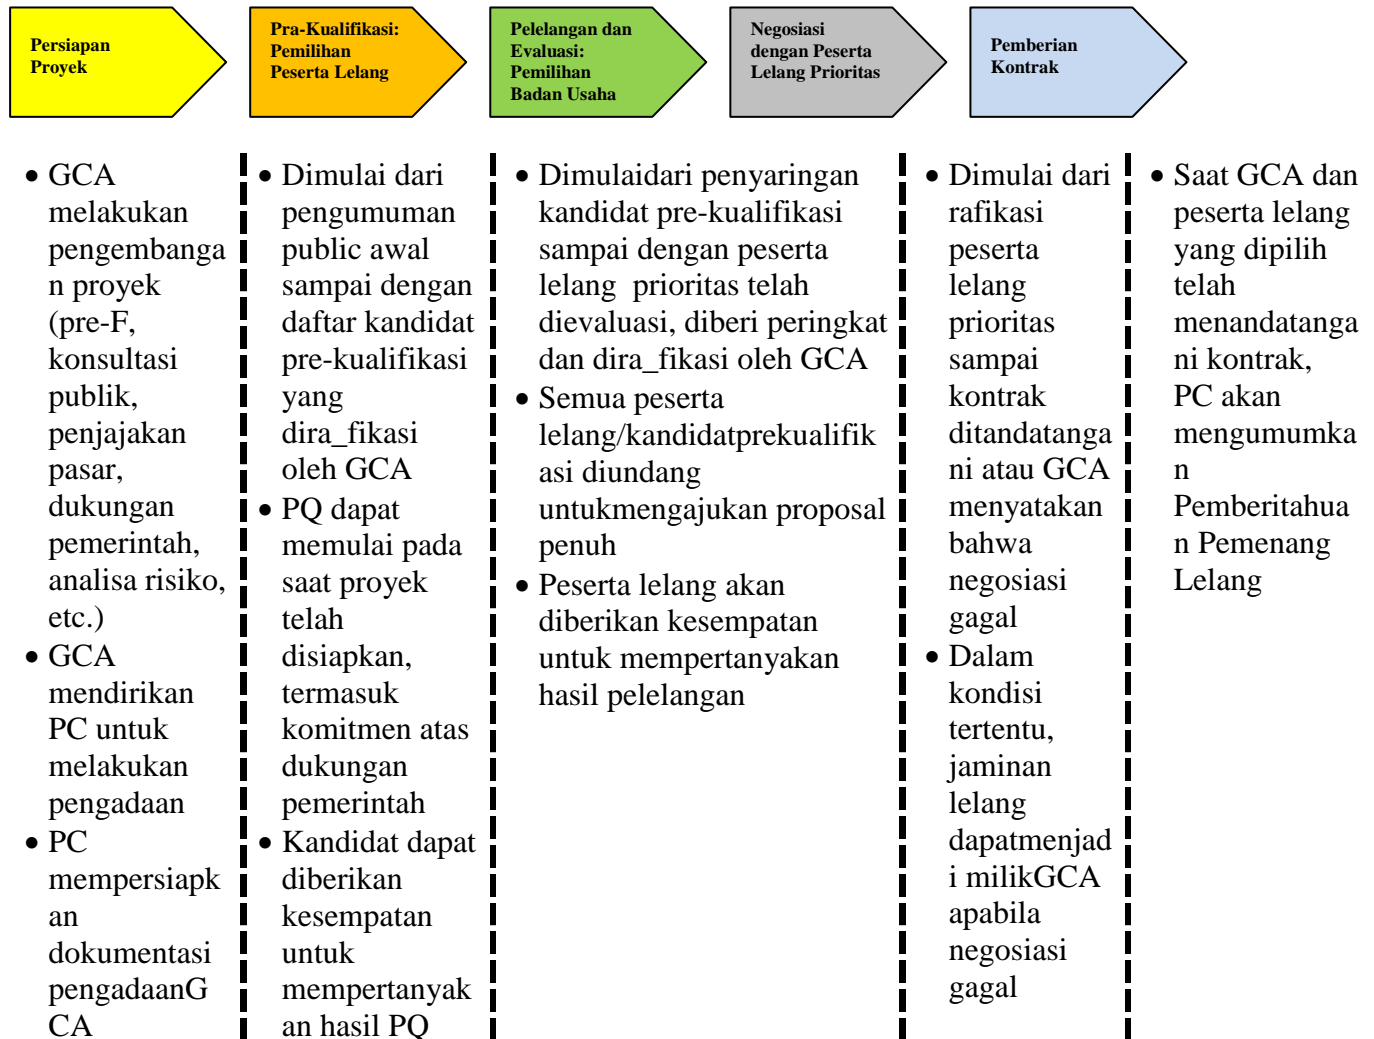 Persiapan
Proyek
Pra-Kualifikasi:
Pemilihan
Peserta Lelang
Pelelangan dan
Evaluasi:
Pemilihan
Badan Usaha
Negosiasi
dengan Peserta
Lelang Prioritas
Pemberian
Kontrak
• GCA
melakukan
pengembanga
n proyek
(pre-F,
konsultasi
publik,
penjajakan
pasar,
dukungan
pemerintah,
analisa risiko,
etc.)
• GCA
mendirikan
PC untuk
melakukan
pengadaan
• PC
mempersiapk
an
dokumentasi
pengadaanG
CA
• Dimulai dari
pengumuman
public awal
sampai dengan
daftar kandidat
pre-kualifikasi
yang
dira_fikasi
oleh GCA
• PQ dapat
memulai pada
saat proyek
telah
disiapkan,
termasuk
komitmen atas
dukungan
pemerintah
• Kandidat dapat
diberikan
kesempatan
untuk
mempertanyak
an hasil PQ
• Dimulaidari penyaringan
kandidat pre-kualifikasi
sampai dengan peserta
lelang  prioritas telah
dievaluasi, diberi peringkat
dan dira_fikasi oleh GCA
• Semua peserta
lelang/kandidatprekualifik
asi diundang
untukmengajukan proposal
penuh
• Peserta lelang akan
diberikan kesempatan
untuk mempertanyakan
hasil pelelangan
• Dimulai dari
rafikasi
peserta
lelang
prioritas
sampai
kontrak
ditandatanga
ni atau GCA
menyatakan
bahwa
negosiasi
gagal
• Dalam
kondisi
tertentu,
jaminan
lelang
dapatmenjad
i milikGCA
apabila
negosiasi
gagal
• Saat GCA dan
peserta lelang
yang dipilih
telah
menandatanga
ni kontrak,
PC akan
mengumumka
n
Pemberitahua
n Pemenang
Lelang